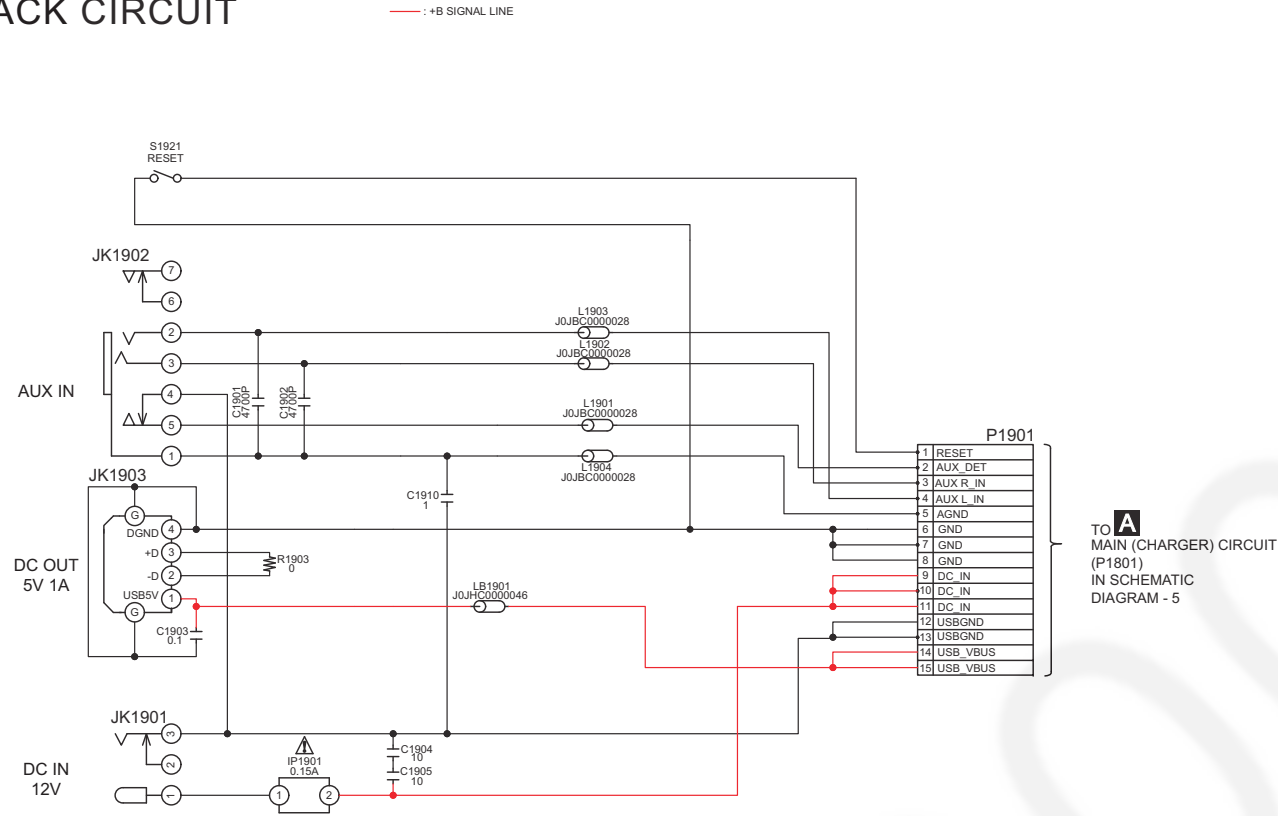 ACK CIRCUIT
: +B SIGNAL LINE
S1921
RESET
JK1902
7
6
2
3
4
5
1
AUX IN
C1901
4700P
C1902
4700P
L1903
J0JBC0000028
L1902
J0JBC0000028
L1901
J0JBC0000028
L1904
J0JBC0000028
C1910
1
JK1903
G
DGND 4
+D 3
-D 2
USB5V 1
G
DC OUT
5V 1A
R1903
0
C1903
0.1
LB1901
J0JHC0000046
P1901
1 RESET
2 AUX_DET
3 AUX R_IN
4 AUX L_IN
5 AGND
6 GND
7 GND
8 GND
9 DC_IN
10 DC_IN
11 DC_IN
12 USBGND
13 USBGND
14 USB_VBUS
15 USB_VBUS
TO A
MAIN (CHARGER) CIRCUIT
(P1801)
IN SCHEMATIC
DIAGRAM - 5
JK1901
3
2
1
DC IN
12V
IP1901
0.15A
1
2
C1904
10
C1905
10